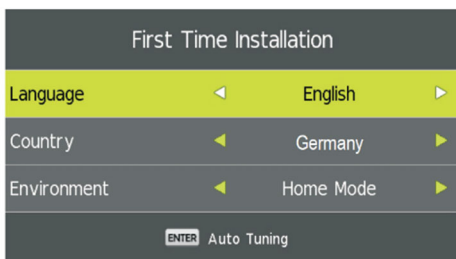 First Time Installation
Language English
Country Germany
Environment Home Mode
ENTER Auto Tuning